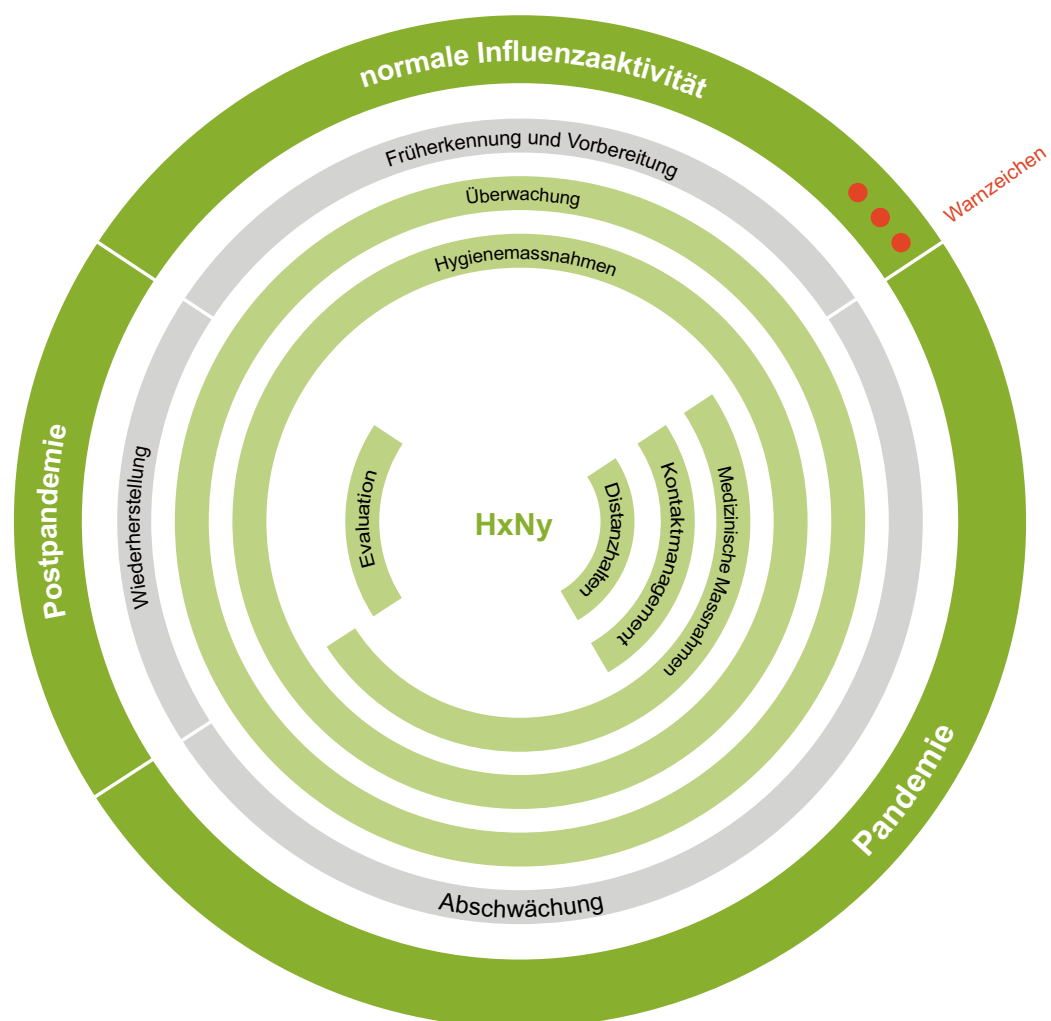 normale Influenzaaktivität
Früherkennung und Vorbereitung
Warnzeichen
Überwachung
Hygienemassnahmen
Postpandemie
Wiederherstellung
Evaluation
HxNy
Distanzhalten
Kontaktmanagement
Medizinische Massnahmen
Pandemie
Abschwächung